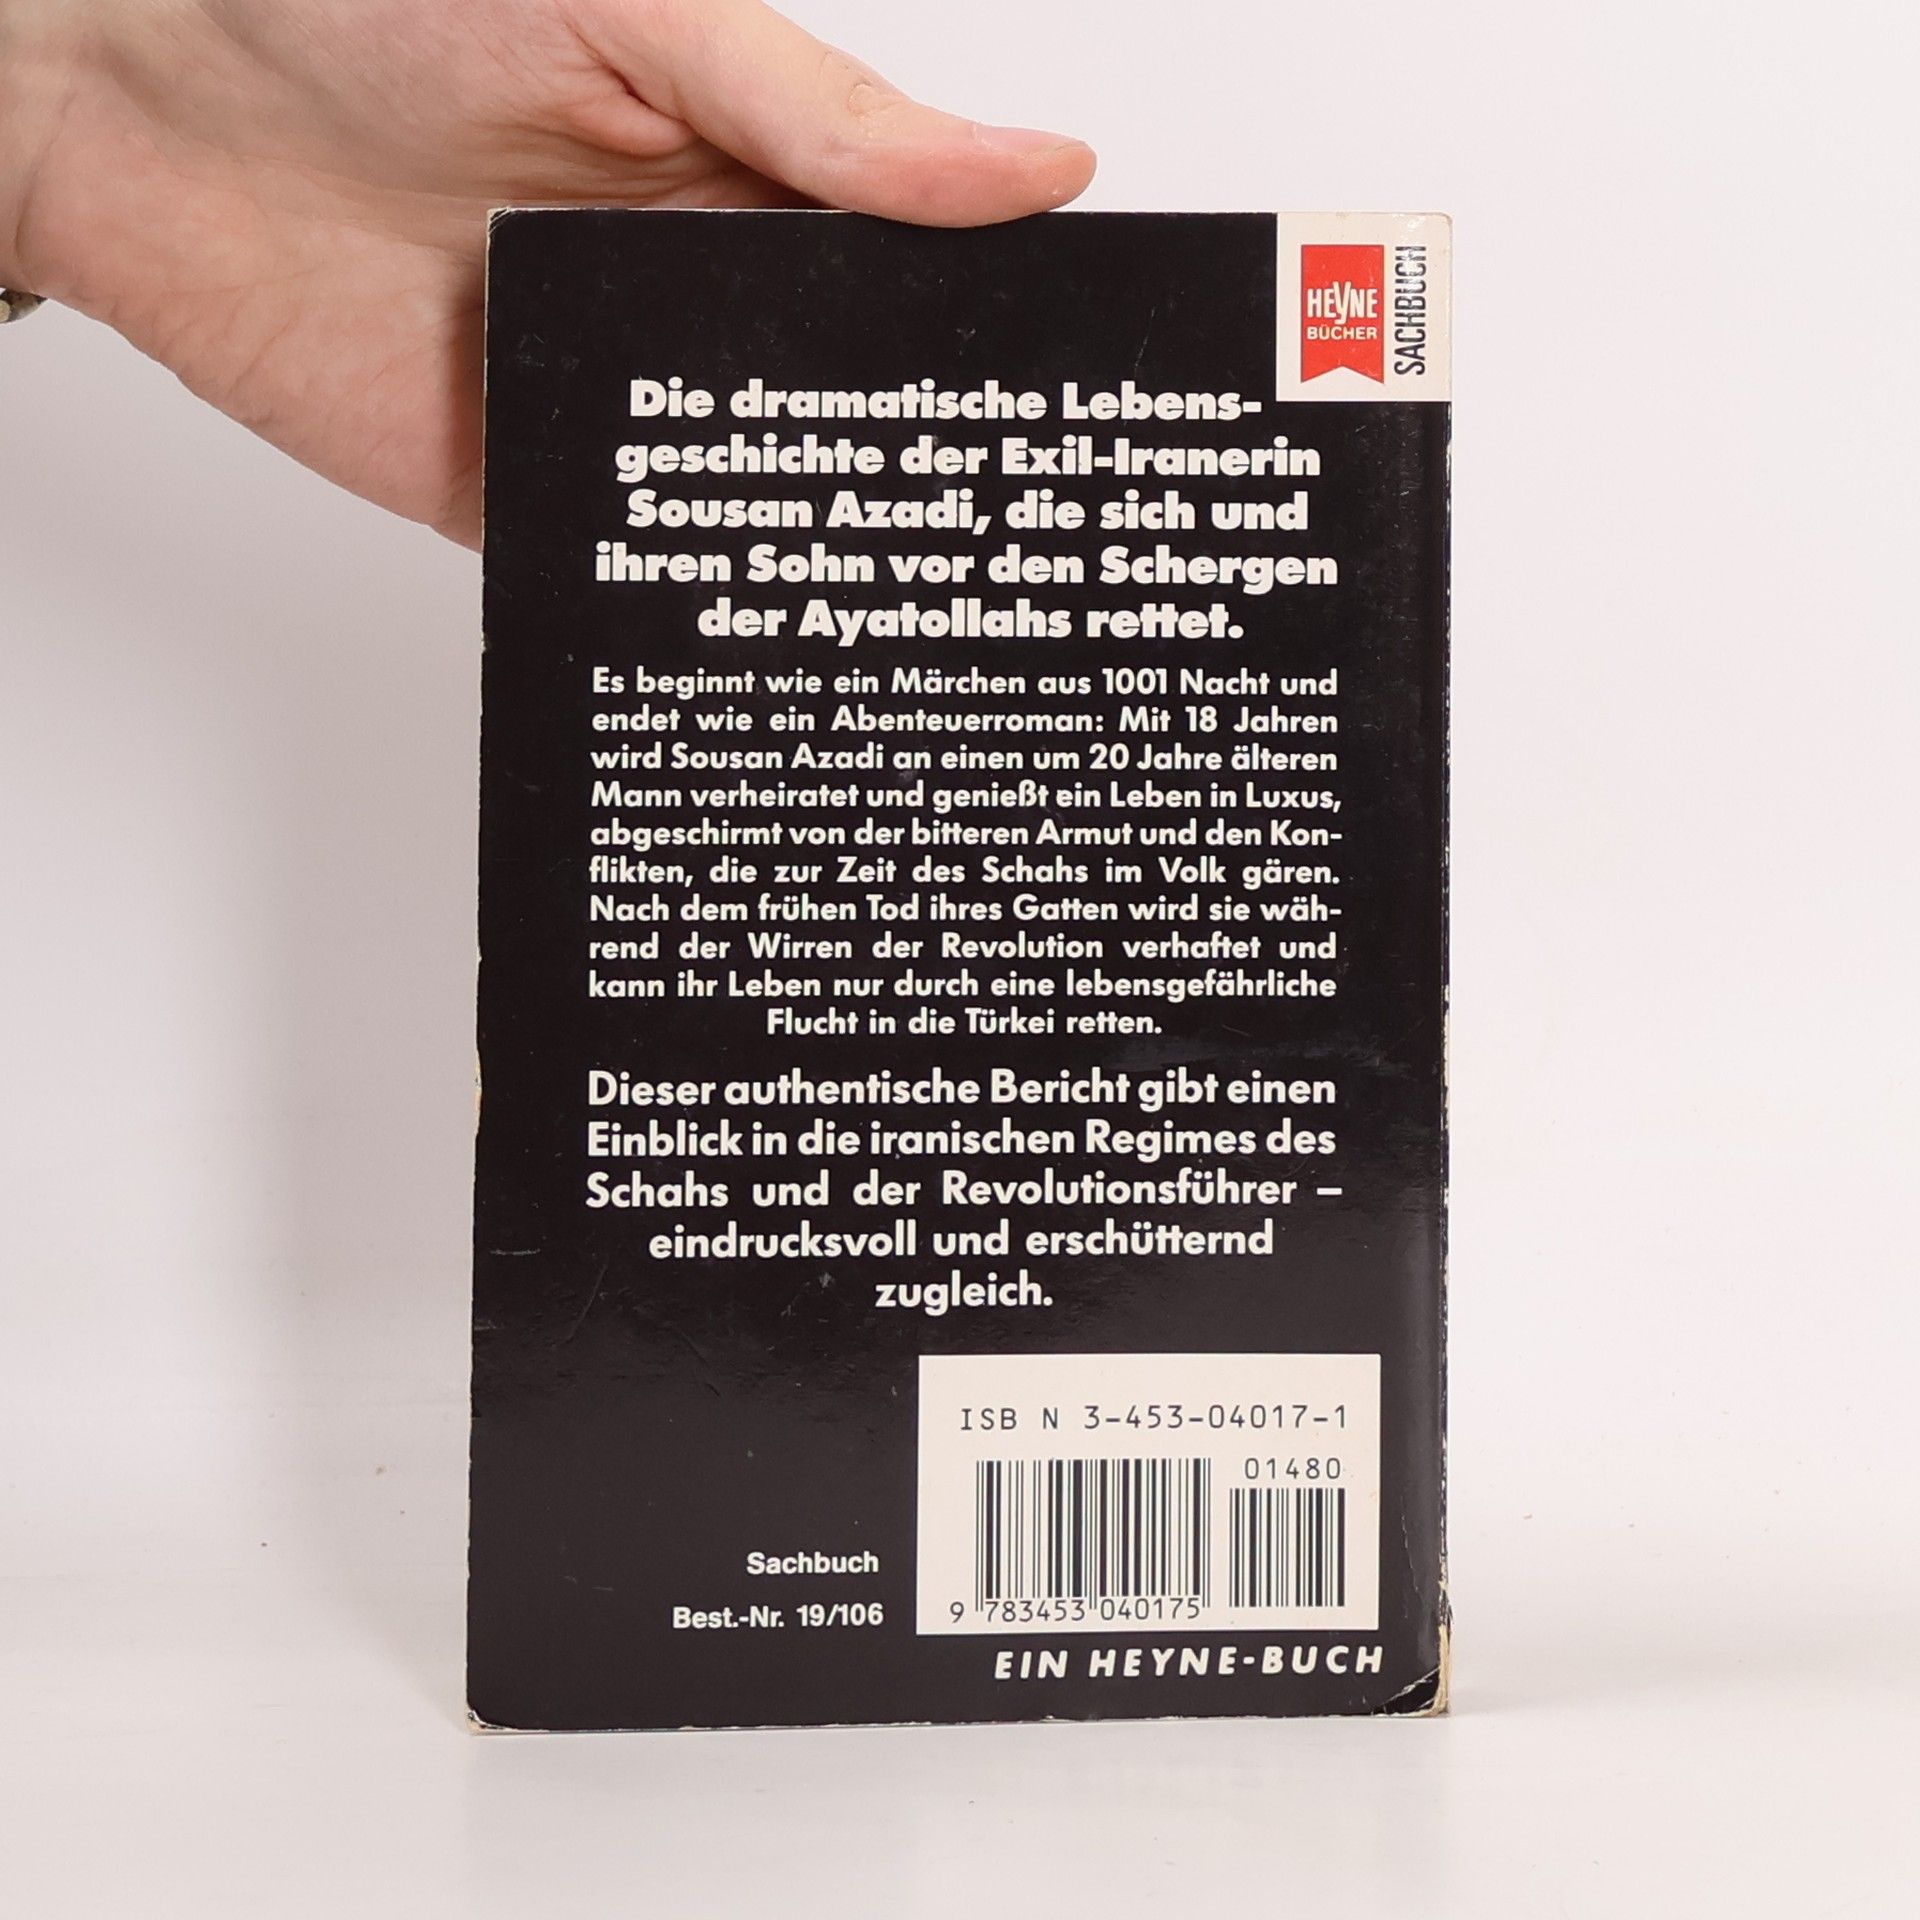 HEYNE
BÜCHER
SACHBUCH
Die dramatische Lebens-
geschichte der Exil-Iranerin
Sousan Azadi, die sich und
ihren Sohn vor den Schergen
der Ayatollahs rettet.
Es beginnt wie ein Märchen aus 1001 Nacht und
endet wie ein Abenteuerroman: Mit 18 Jahren
wird Sousan Azadi an einen um 20 Jahre älteren
Mann verheiratet und genießt ein Leben in Luxus,
abgeschirmt von der bitteren Armut und den Kon-
flikten, die zur Zeit des Schahs im Volk gären.
Nach dem frühen Tod ihres Gatten wird sie wäh-
rend der Wirren der Revolution verhaftet und
kann ihr Leben nur durch eine lebensgefährliche
Flucht in die Türkei retten.
Dieser authentische Bericht gibt einen
Einblick in die iranischen Regimes des
Schahs und der Revolutionsführer –
eindrucksvoll und erschütternd
zugleich.
ISB N 3-453-04017-1
01480
9 783453 040175
Sachbuch
Best.-Nr. 19/106
EIN HEYNE-BUCH